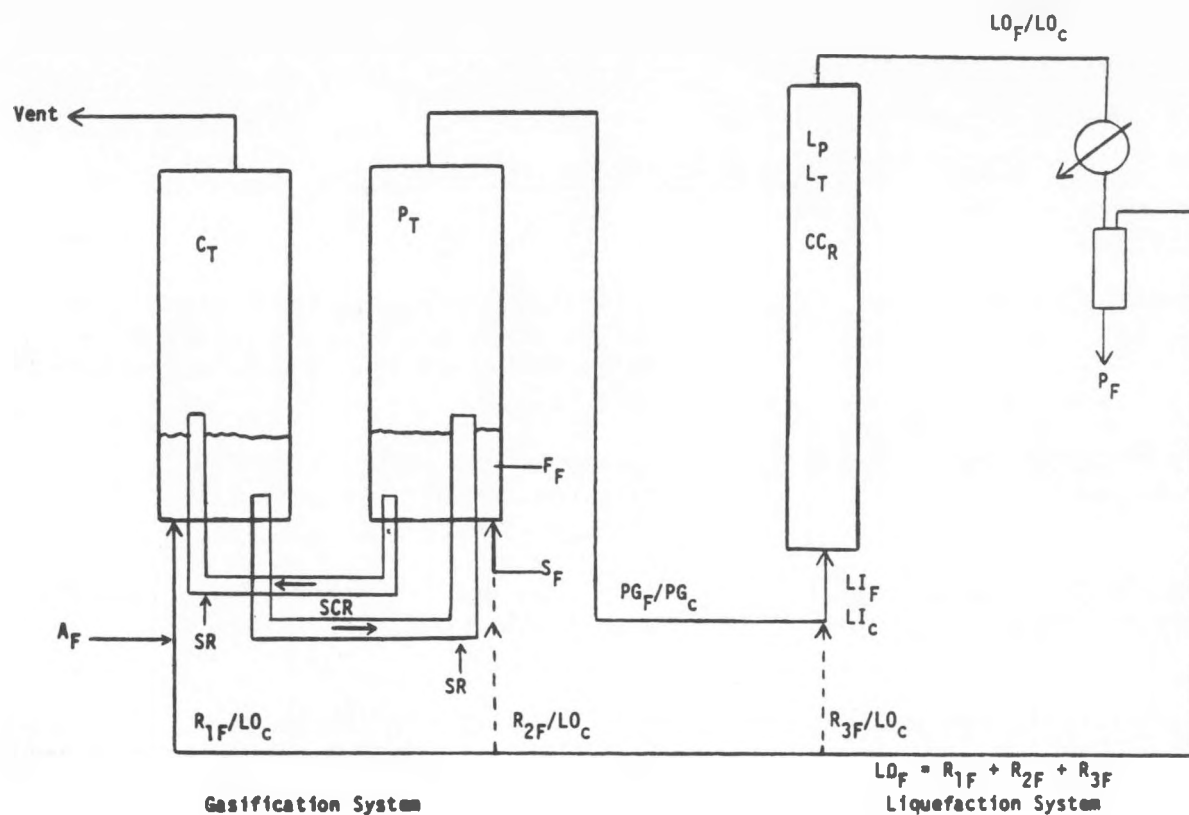 LO_F/LO_c
Vent
L_P
L_T
P_T
C_T
CC_R
P_F
F_F
S_F
PG_F/PG_c
LI_F
SCR
LI_c
A_F
SR
SR
R_1F/LO_c
R_2F/LO_c
R_3F/LO_c
LO_F = R_1F + R_2F + R_3F
Gasification System
Liquefaction System